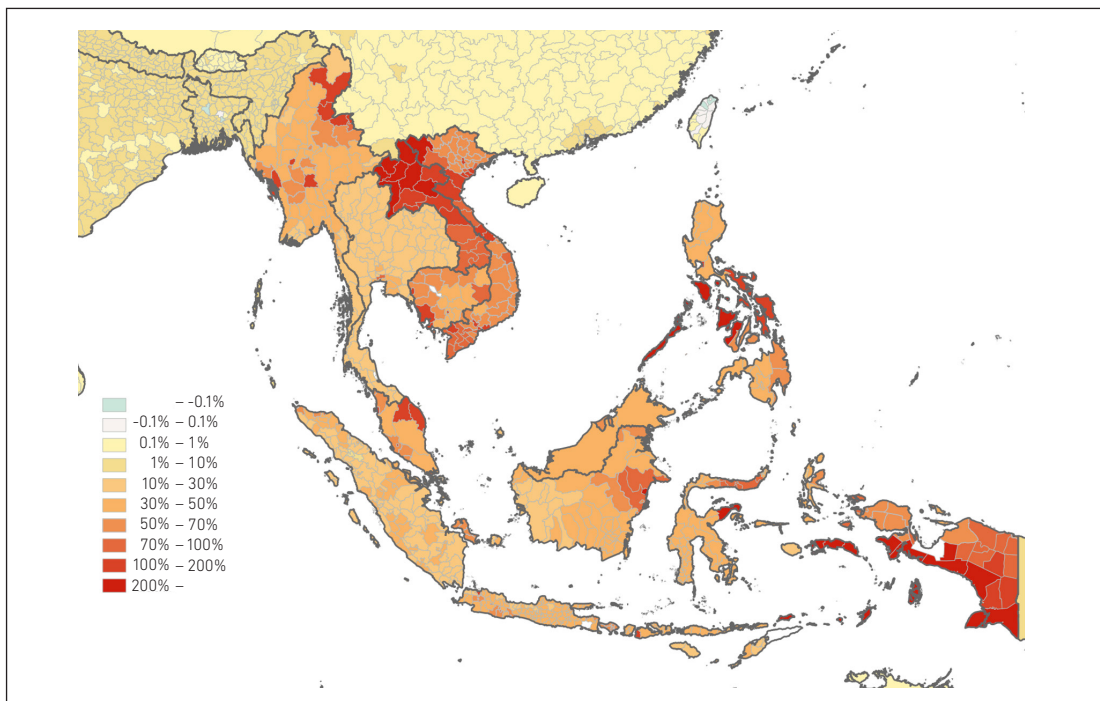 – -0.1%
-0.1% – 0.1%
0.1% – 1%
1% – 10%
10% – 30%
30% – 50%
50% – 70%
70% – 100%
100% – 200%
200% –